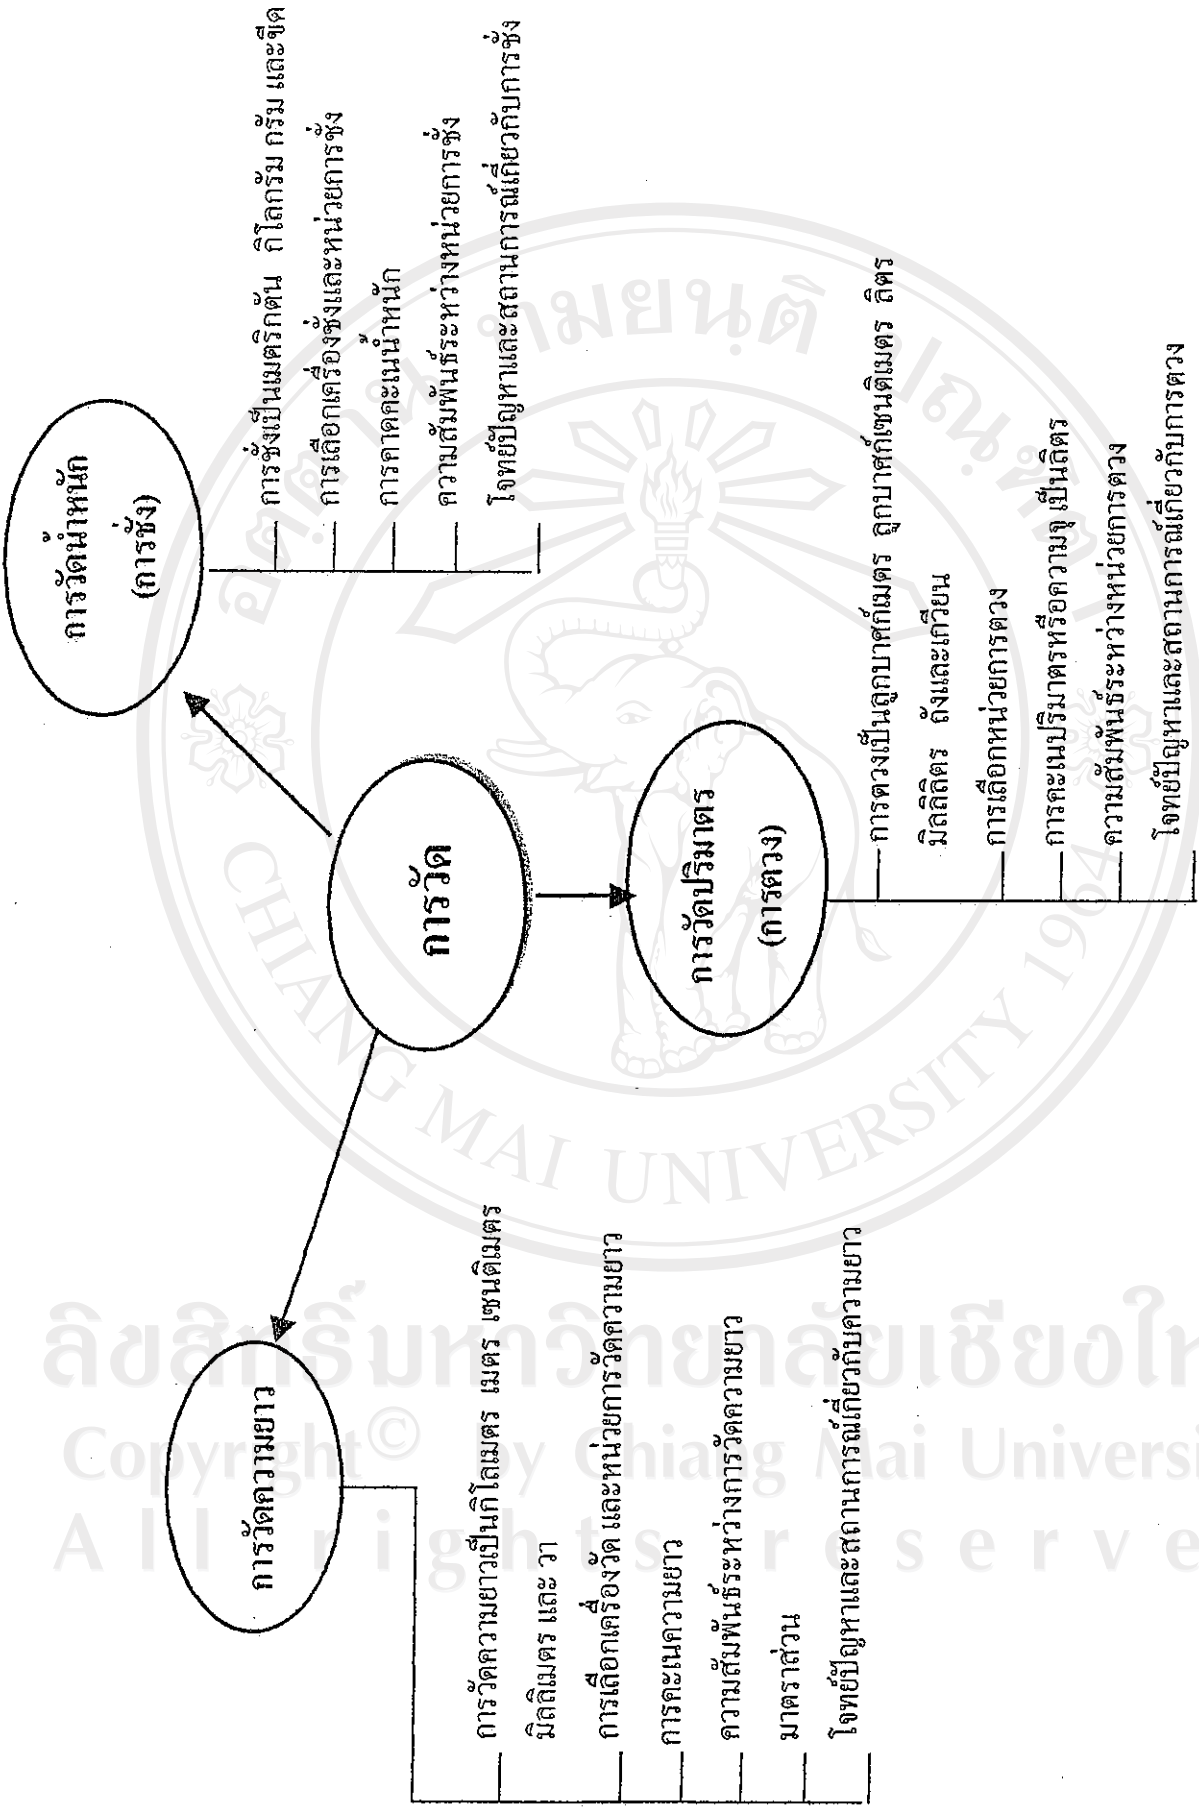 การวัด
การวัดความยาว
การวัดความยาวเป็นกิโลเมตร เมตร เซนติเมตร
มิลลิเมตร และ วา
การเลือกเครื่องวัด และหน่วยการวัดความยาว
การคะเนความยาว
ความสัมพันธ์ระหว่างการวัดความยาว
มาตราส่วน
โจทย์ปัญหาและสถานการณ์เกี่ยวกับความยาว
การวัดปริมาตร
(การตวง)
การตวงเป็นลูกบาศก์เมตร ลูกบาศก์เซนติเมตร ลิตร
มิลลิลิตร ถังและเกวียน
การเลือกหน่วยการตวง
การคะเนปริมาตรหรือความจุ เป็นลิตร
ความสัมพันธ์ระหว่างหน่วยการตวง
โจทย์ปัญหาและสถานการณ์เกี่ยวกับการตวง
การวัดน้ำหนัก
(การชั่ง)
การชั่งเป็นเมตริกตัน กิโลกรัม กรัม และขีด
การเลือกเครื่องชั่งและหน่วยการชั่ง
การคาดคะเนน้ำหนัก
ความสัมพันธ์ระหว่างหน่วยการชั่ง
โจทย์ปัญหาและสถานการณ์เกี่ยวกับการชั่ง
CHIANG MAI UNIVERSITY 1964
ลิขสิทธิ์มหาวิทยาลัยเชียงให
Copyright © by Chiang Mai Universi
All rights reserve